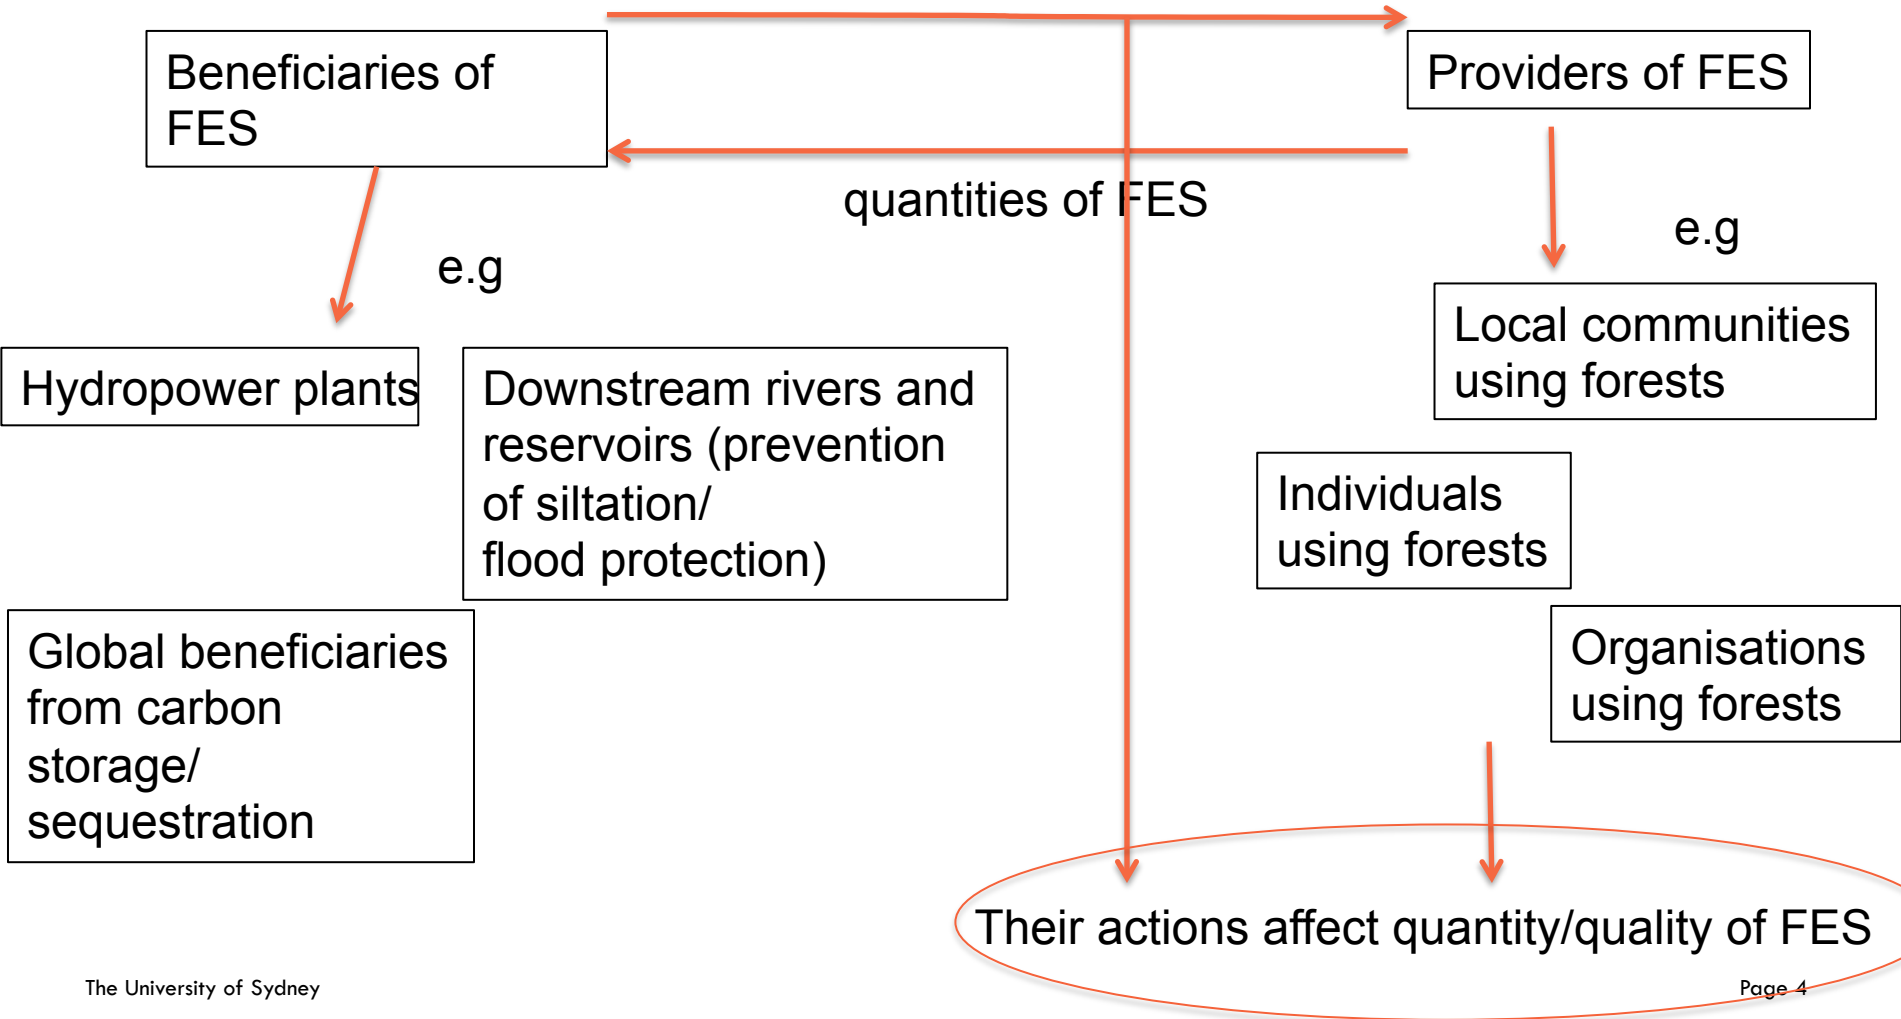 Beneficiaries of
FES
Providers of FES
quantities of FES
e.g
e.g
Hydropower plants
Downstream rivers and
reservoirs (prevention
of siltation/
flood protection)
Local communities
using forests
Individuals
using forests
Organisations
using forests
Global beneficiaries
from carbon
storage/
sequestration
Their actions affect quantity/quality of FES
The University of Sydney
Page 4